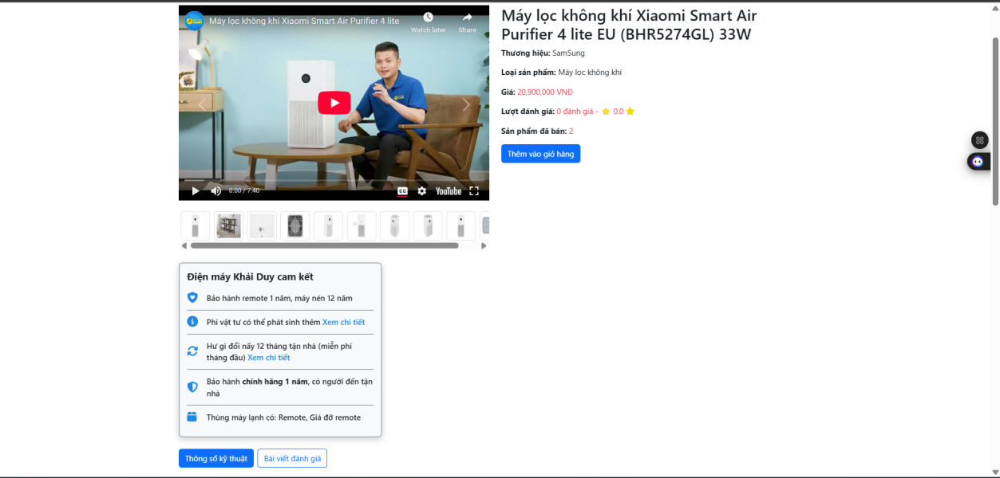 Máy lọc không khí Xiaomi Smart Air Purifier 4 lite
Watch later
Share
0:00 / 7:40
CC
YouTube
Máy lọc không khí Xiaomi Smart Air
Purifier 4 lite EU (BHR5274GL) 33W
Thương hiệu: SamSung
Loại sản phẩm: Máy lọc không khí
Giá: 20,900,000 VNĐ
Lượt đánh giá: 0 đánh giá - ⭐ 0.0 ⭐
Sản phẩm đã bán: 2
Thêm vào giỏ hàng
Điện máy Khải Duy cam kết
Bảo hành remote 1 năm, máy nén 12 năm
Phí vật tư có thể phát sinh thêm Xem chi tiết
Hư gì đổi nấy 12 tháng tận nhà (miễn phí
tháng đầu) Xem chi tiết
Bảo hành chính hãng 1 năm, có người đến tận
nhà
Thùng máy lạnh có: Remote, Giá đỡ remote
Thông số kỹ thuật
Bài viết đánh giá